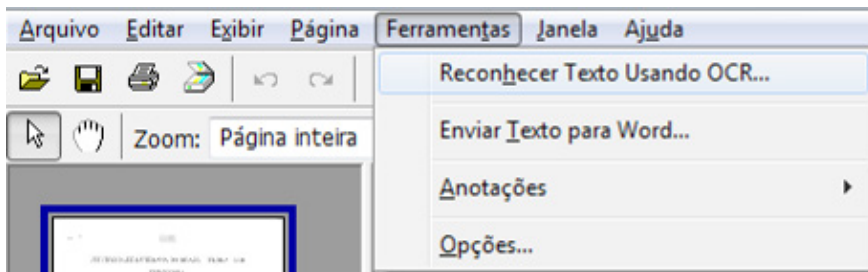 Arquivo Editar Exibir Página Ferramentas Janela Ajuda
Reconhecer Texto Usando OCR...
Zoom: Página inteira
Enviar Texto para Word...
Anotações
Opções...